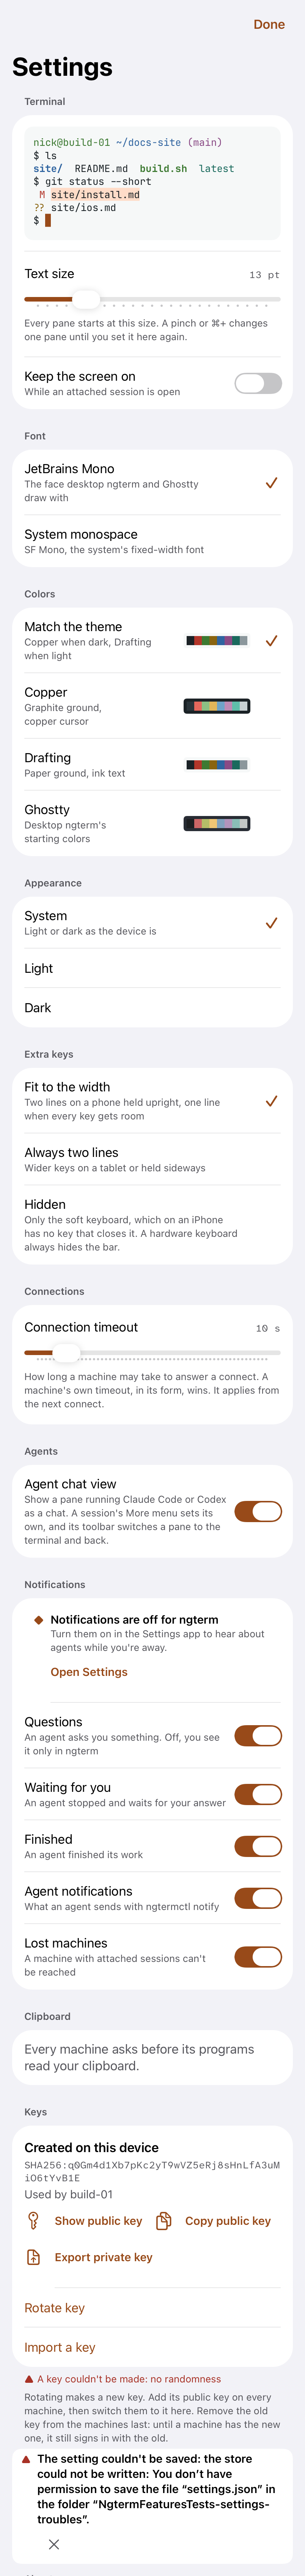 Done
Settings
Terminal
nick@build-01 ~/docs-site (main)
$ ls
site/ README.md build.sh latest
$ git status --short
M site/install.md
?? site/ios.md
$
Text size 13 pt
Every pane starts at this size. A pinch or ⌘+ changes
one pane until you set it here again.
Keep the screen on
While an attached session is open
Font
JetBrains Mono
The face desktop ngterm and Ghostty
draw with
System monospace
SF Mono, the system's fixed-width font
Colors
Match the theme
Copper when dark, Drafting
when light
Copper
Graphite ground,
copper cursor
Drafting
Paper ground, ink text
Ghostty
Desktop ngterm's
starting colors
Appearance
System
Light or dark as the device is
Light
Dark
Extra keys
Fit to the width
Two lines on a phone held upright, one line
when every key gets room
Always two lines
Wider keys on a tablet or held sideways
Hidden
Only the soft keyboard, which on an iPhone
has no key that closes it. A hardware keyboard
always hides the bar.
Connections
Connection timeout 10 s
How long a machine may take to answer a connect. A
machine's own timeout, in its form, wins. It applies from
the next connect.
Agents
Agent chat view
Show a pane running Claude Code or Codex
as a chat. A session's More menu sets its
own, and its toolbar switches a pane to the
terminal and back.
Notifications
Notifications are off for ngterm
Turn them on in the Settings app to hear about
agents while you're away.
Open Settings
Questions
An agent asks you something. Off, you see
it only in ngterm
Waiting for you
An agent stopped and waits for your answer
Finished
An agent finished its work
Agent notifications
What an agent sends with ngtermctl notify
Lost machines
A machine with attached sessions can't
be reached
Clipboard
Every machine asks before its programs
read your clipboard.
Keys
Created on this device
SHA256:q0Gm4d1Xb7pKc2yT9wVZ5eRj8sHnLfA3uM
iO6tYvB1E
Used by build-01
Show public key Copy public key
Export private key
Rotate key
Import a key
A key couldn't be made: no randomness
Rotating makes a new key. Add its public key on every
machine, then switch them to it here. Remove the old
key from the machines last: until a machine has the new
one, it still signs in with the old.
The setting couldn't be saved: the store
could not be written: You don't have
permission to save the file “settings.json” in
the folder “NgtermFeaturesTests-settings-
troubles”.